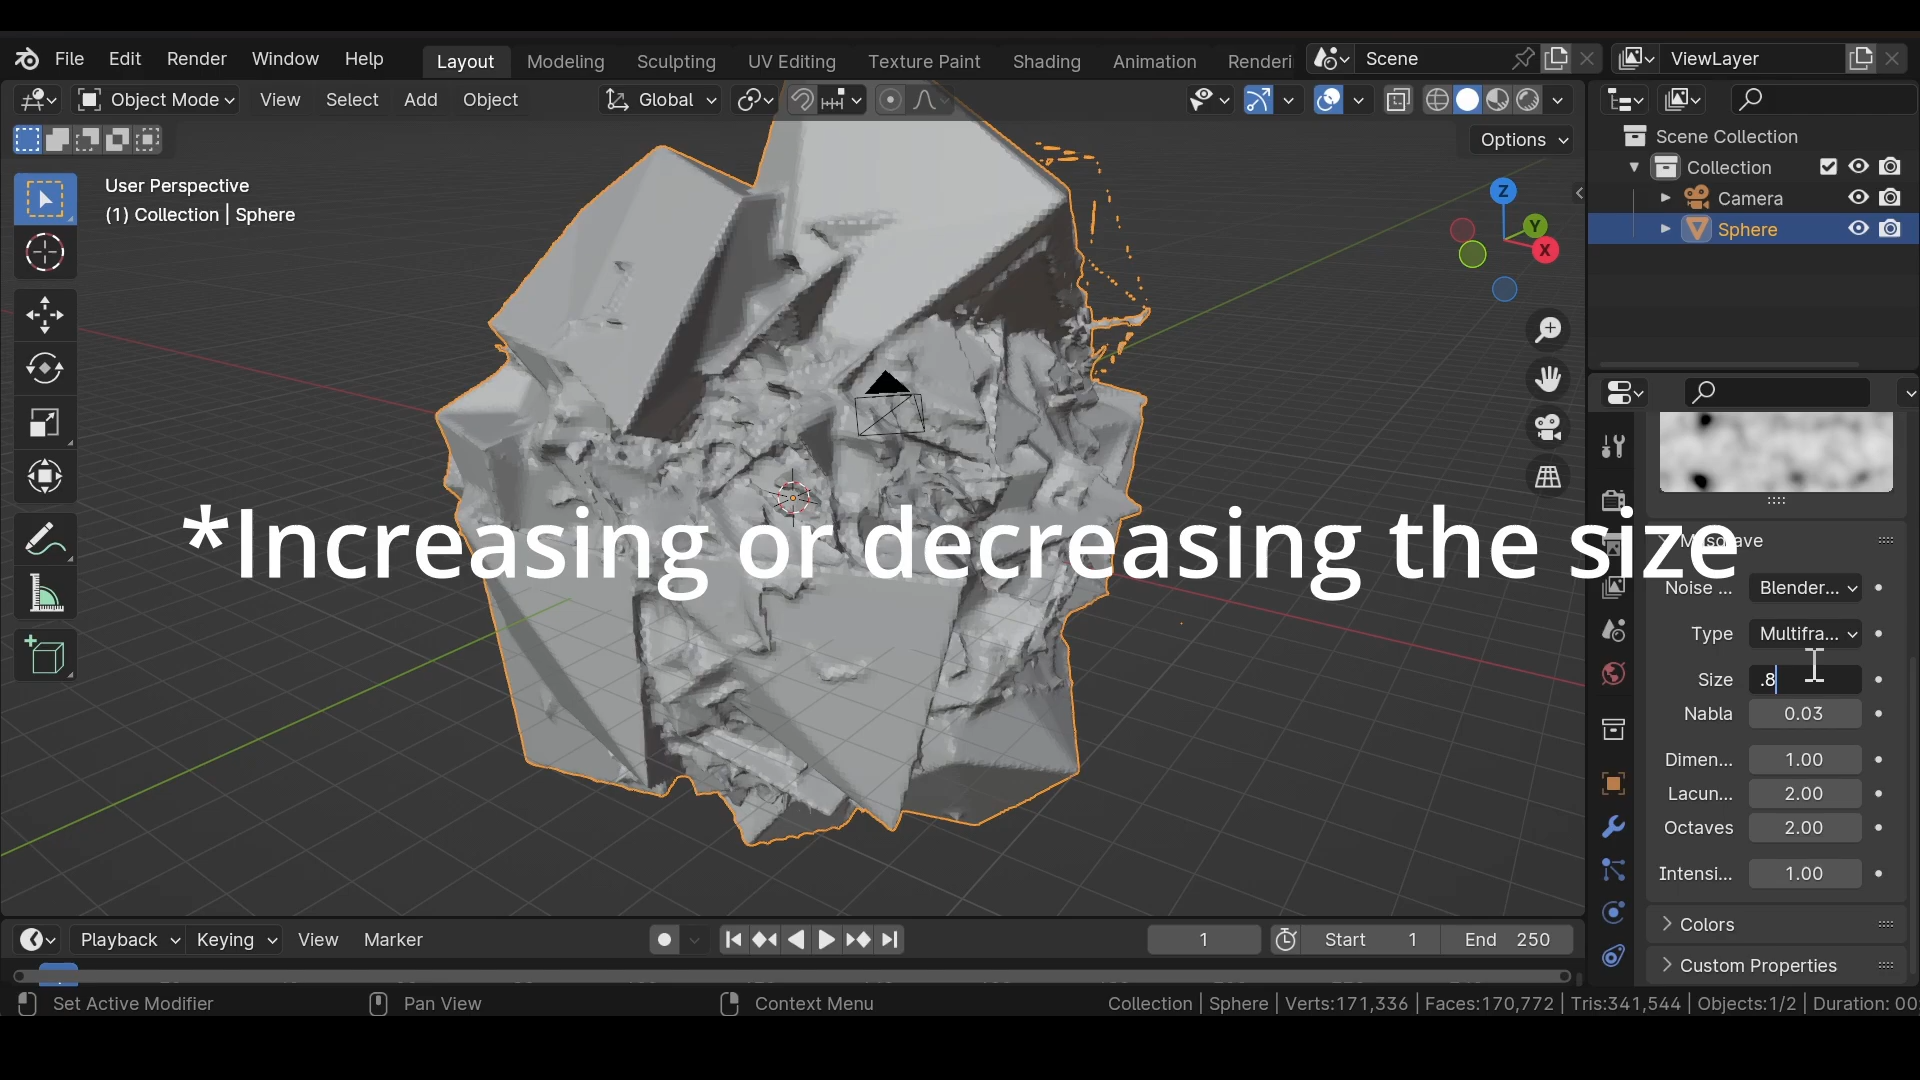 File Edit Render Window Help Layout Modeling Sculpting UV Editing Texture Paint Shading Animation Renderi Scene ViewLayer
Object Mode View Select Add Object Global
Options
User Perspective
(1) Collection | Sphere
Z
Y
X
Scene Collection
Collection
Camera
Sphere
*Increasing or decreasing the size
Noise ... Blender...
Type Multifra...
Size .8
Nabla 0.03
Dimen... 1.00
Lacun... 2.00
Octaves 2.00
Intensi... 1.00
Colors
Custom Properties
Playback Keying View Marker 1 Start 1 End 250
Set Active Modifier Pan View Context Menu Collection | Sphere | Verts:171,336 | Faces:170,772 | Tris:341,544 | Objects:1/2 | Duration: 00